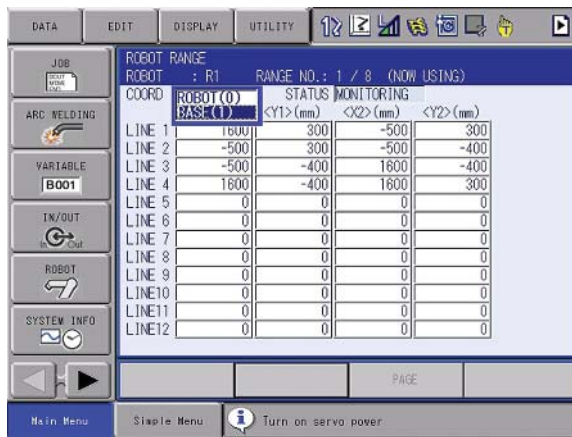 DATA EDIT DISPLAY UTILITY
JOB
ROBOT RANGE
ROBOT : R1 RANGE NO.: 1 / 8 (NOW USING)
COORD ROBOT(0) STATUS MONITORING
BASE(1) <Y1>(mm) <X2>(mm) <Y2>(mm)
LINE 1 1600 300 -500 300
LINE 2 -500 300 -500 -400
LINE 3 -500 -400 1600 -400
LINE 4 1600 -400 1600 300
LINE 5 0 0 0 0
LINE 6 0 0 0 0
LINE 7 0 0 0 0
LINE 8 0 0 0 0
LINE 9 0 0 0 0
LINE10 0 0 0 0
LINE11 0 0 0 0
LINE12 0 0 0 0
ARC WELDING
VARIABLE
B001
IN/OUT
In Out
ROBOT
SYSTEM INFO
PAGE
Main Menu Simple Menu Turn on servo power